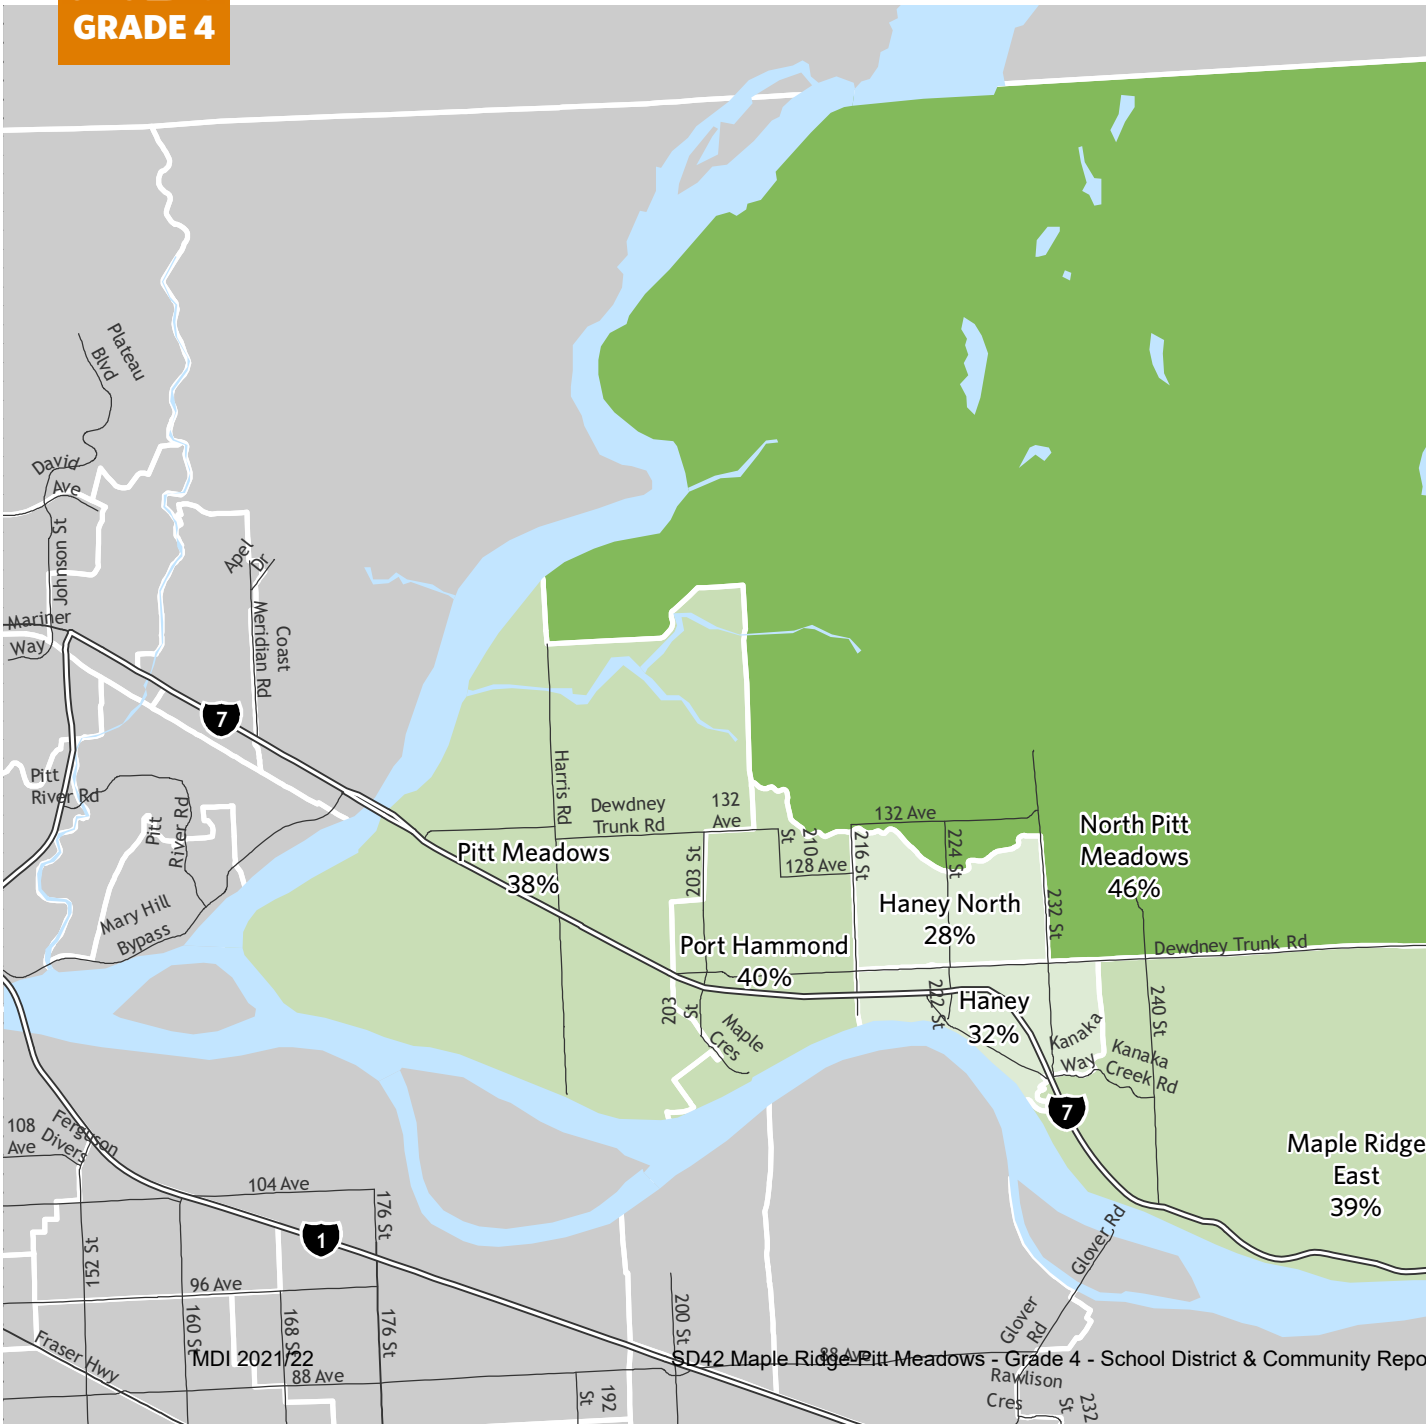 GRADE 4
Plateau
Blvd
David
Ave
Johnson St
Apel
Dr
Mariner
Way
Coast
Meridian Rd
7
Pitt
River Rd
Pitt
River Rd
Mary Hill
Bypass
Harris Rd
Dewdney
Trunk Rd
132
Ave
203 St
210
St
128 Ave
132 Ave
216 St
224 St
232 St
Pitt Meadows
38%
North Pitt
Meadows
46%
Haney North
28%
Port Hammond
40%
Dewdney Trunk Rd
Haney
32%
222 St
203
St
Maple
Cres
Kanaka
Way
Kanaka
Creek Rd
240 St
7
Maple Ridge
East
39%
108
Ave
Ferguson
Divers
104 Ave
176 St
1
152 St
96 Ave
160 St
168 St
176 St
Fraser Hwy
88 Ave
192
St
200 St
88 Ave
Glover Rd
Glover
Rd
Rawlison
Cres
232
St
MDI 2021/22
SD42 Maple Ridge-Pitt Meadows - Grade 4 - School District & Community Repo